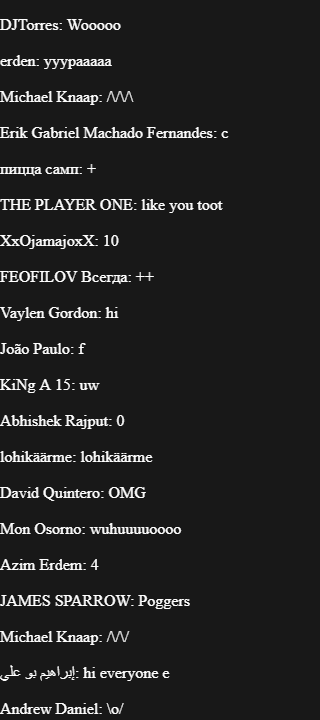 DJTorres: Wooooo
erden: yyypaaaaa
Michael Knaap: /\/\/\
Erik Gabriel Machado Fernandes: c
пицца самп: +
THE PLAYER ONE: like you toot
XxOjamajoxX: 10
FEOFILOV Всегда: ++
Vaylen Gordon: hi
João Paulo: f
KiNg A 15: uw
Abhishek Rajput: 0
lohikäärme: lohikäärme
David Quintero: OMG
Mon Osorno: wuhuuuuoooo
Azim Erdem: 4
JAMES SPARROW: Poggers
Michael Knaap: /\/\/
إبراهيم بو علي: hi everyone e
Andrew Daniel: \o/